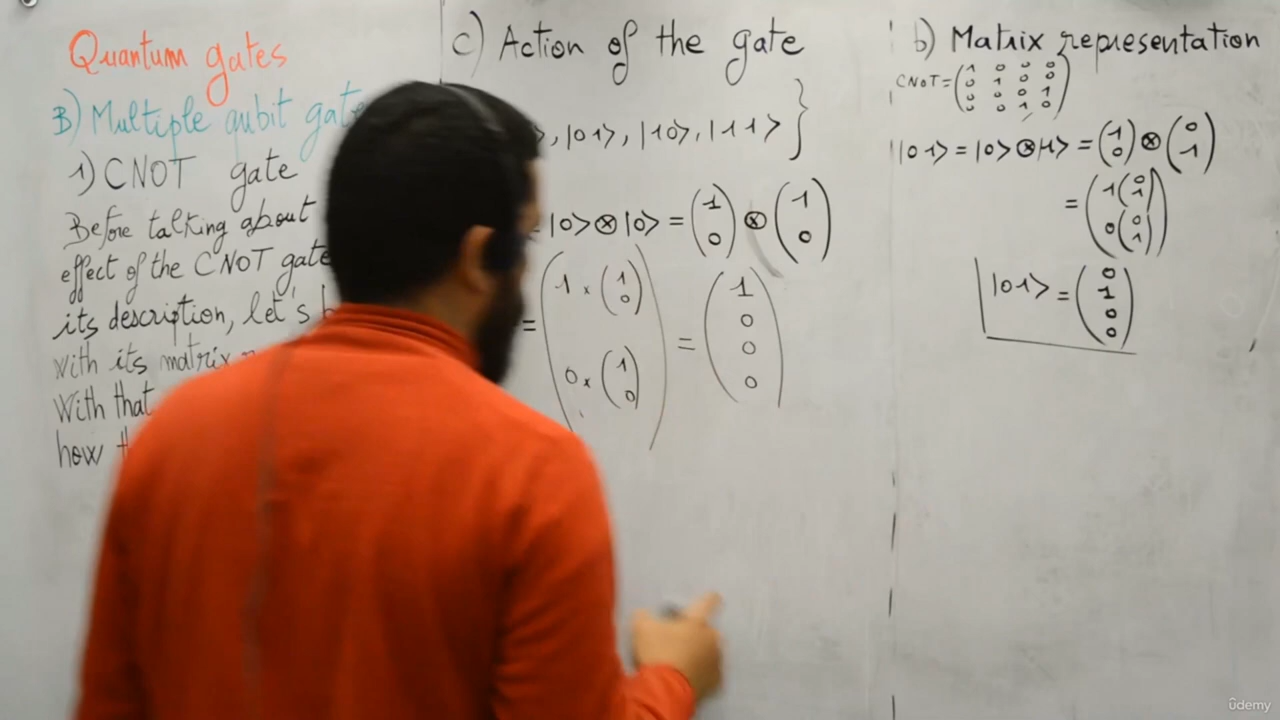 Quantum gates
B) Multiple qubit gate
1) CNOT gate
Before talking about
effect of the CNOT gate
its description, let's
with its matrix
With that
how
c) Action of the gate
, |01>, |10>, |11> }
|0> ⊗ |0> = (1 0) ⊗ (1 0)
= (1 × (1 0) 0 × (1 0)) = (1 0 0 0)
b) Matrix representation
CNOT = (1 0 0 0
0 1 0 0
0 0 0 1
0 0 1 0)
|01> = |0> ⊗ |1> = (1 0) ⊗ (0 1)
= (1 (0 1) 0 (0 1))
|01> = (0 1 0 0)
ûdemy